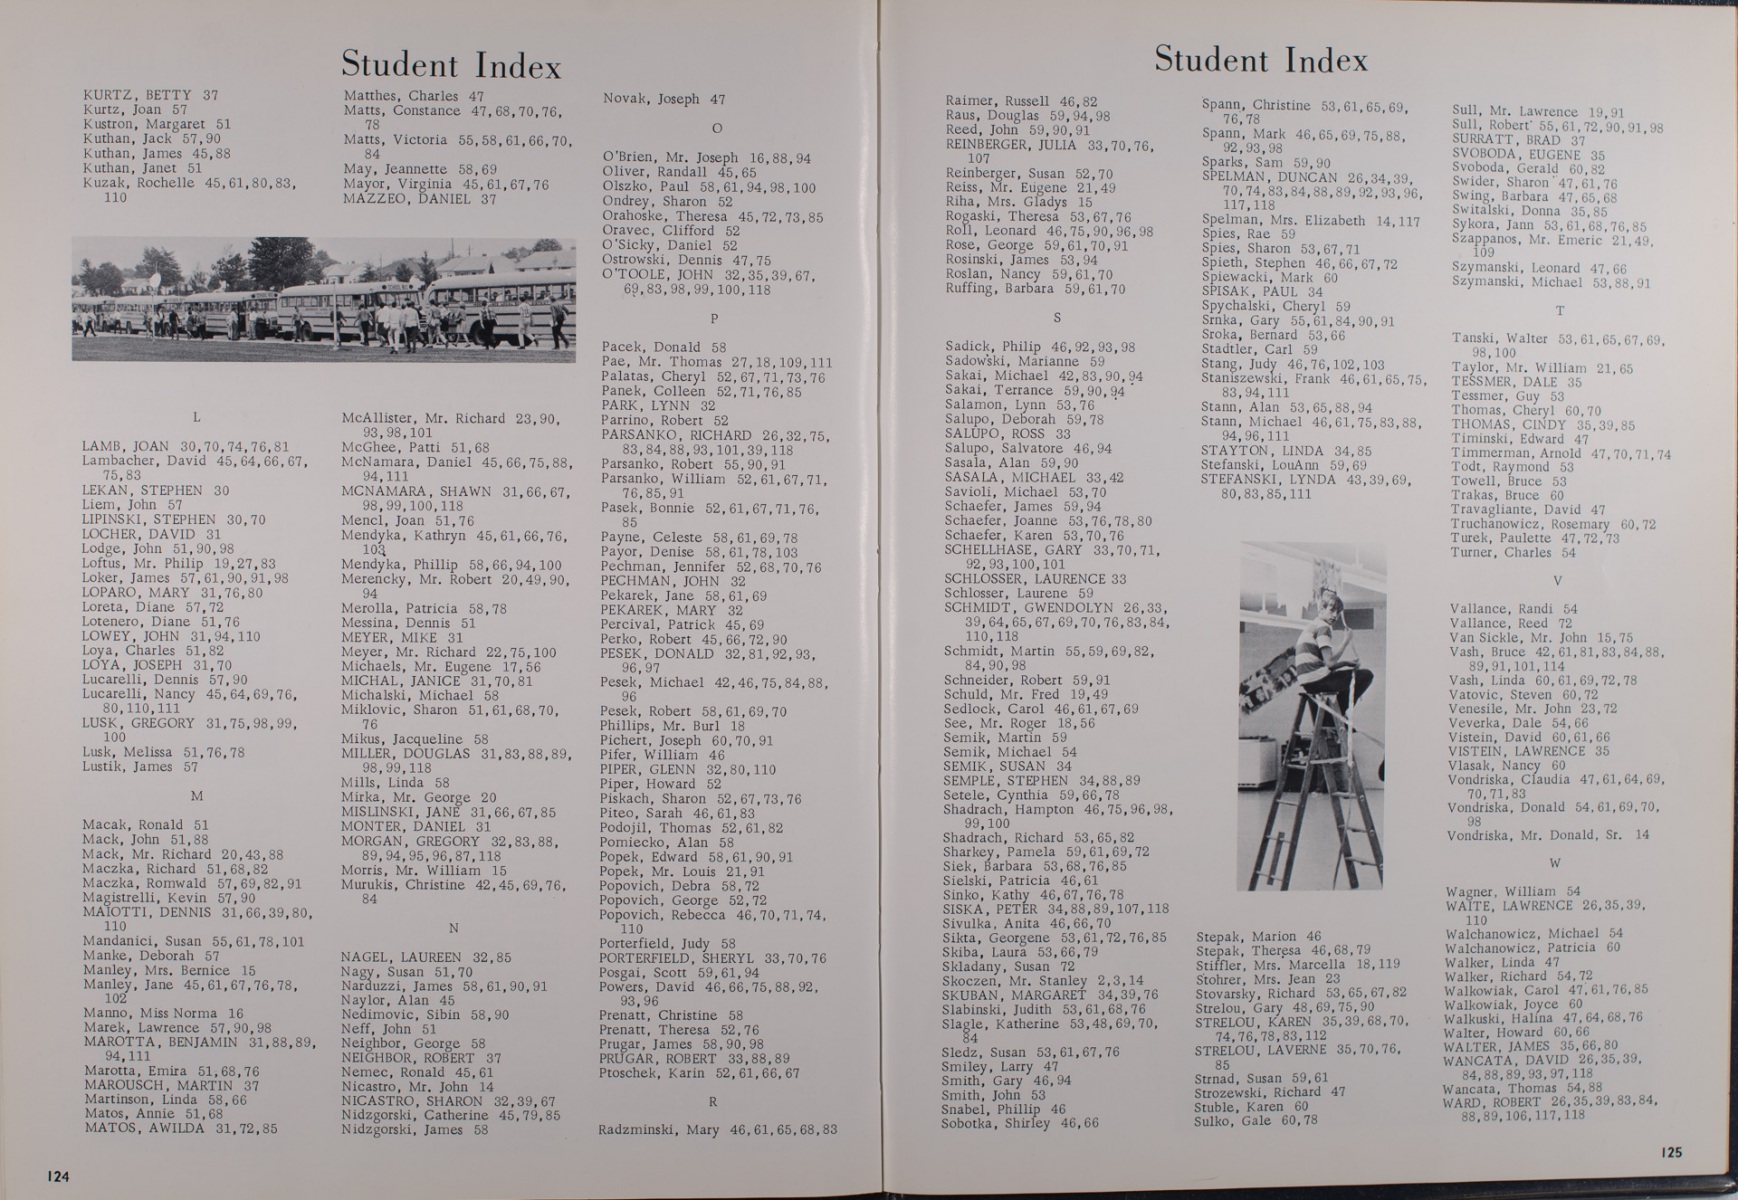 Student Index
KURTZ, BETTY 37
Kurtz, Joan 57
Kustron, Margaret 51
Kuthan, Jack 57,90
Kuthan, James 45,88
Kuthan, Janet 51
Kuzak, Rochelle 45,61,80,83,
110
L
LAMB, JOAN 30,70,74,76,81
Lambacher, David 45,64,66,67,
75,83
LEKAN, STEPHEN 30
Liem, John 57
LIPINSKI, STEPHEN 30,70
LOCHER, DAVID 31
Lodge, John 51,90,98
Loftus, Mr. Philip 19,27,83
Loker, James 57,61,90,91,98
LOPARO, MARY 31,76,80
Loreta, Diane 57,72
Lotenero, Diane 51,76
LOWEY, JOHN 31,94,110
Loya, Charles 51,82
LOYA, JOSEPH 31,70
Lucarelli, Dennis 57,90
Lucarelli, Nancy 45,64,69,76,
80,110,111
LUSK, GREGORY 31,75,98,99,
100
Lusk, Melissa 51,76,78
Lustik, James 57
M
Macak, Ronald 51
Mack, John 51,88
Mack, Mr. Richard 20,43,88
Maczka, Richard 51,68,82
Maczka, Romwald 57,69,82,91
Magistrelli, Kevin 57,90
MAIOTTI, DENNIS 31,66,39,80,
110
Mandanici, Susan 55,61,78,101
Manke, Deborah 57
Manley, Mrs. Bernice 15
Manley, Jane 45,61,67,76,78,
102
Manno, Miss Norma 16
Marek, Lawrence 57,90,98
MAROTTA, BENJAMIN 31,88,89,
94,111
Marotta, Emira 51,68,76
MAROUSCH, MARTIN 37
Martinson, Linda 58,66
Matos, Annie 51,68
MATOS, AWILDA 31,72,85
Matthes, Charles 47
Matts, Constance 47,68,70,76,
78
Matts, Victoria 55,58,61,66,70,
84
May, Jeannette 58,69
Mayor, Virginia 45,61,67,76
MAZZEO, DANIEL 37
McAllister, Mr. Richard 23,90,
93,98,101
McGhee, Patti 51,68
McNamara, Daniel 45,66,75,88,
94,111
MCNAMARA, SHAWN 31,66,67,
98,99,100,118
Mencl, Joan 51,76
Mendyka, Kathryn 45,61,66,76,
103
Mendyka, Phillip 58,66,94,100
Merencky, Mr. Robert 20,49,90,
94
Merolla, Patricia 58,78
Messina, Dennis 51
MEYER, MIKE 31
Meyer, Mr. Richard 22,75,100
Michaels, Mr. Eugene 17,56
MICHAL, JANICE 31,70,81
Michalski, Michael 58
Miklovic, Sharon 51,61,68,70,
76
Mikus, Jacqueline 58
MILLER, DOUGLAS 31,83,88,89,
98,99,118
Mills, Linda 58
Mirka, Mr. George 20
MISLINSKI, JANE 31,66,67,85
MONTER, DANIEL 31
MORGAN, GREGORY 32,83,88,
89,94,95,96,87,118
Morris, Mr. William 15
Murukis, Christine 42,45,69,76,
84
N
NAGEL, LAUREEN 32,85
Nagy, Susan 51,70
Narduzzi, James 58,61,90,91
Naylor, Alan 45
Nedimovic, Sibin 58,90
Neff, John 51
Neighbor, George 58
NEIGHBOR, ROBERT 37
Nemec, Ronald 45,61
Nicastro, Mr. John 14
NICASTRO, SHARON 32,39,67
Nidzgorski, Catherine 45,79,85
Nidzgorski, James 58
Novak, Joseph 47
O
O'Brien, Mr. Joseph 16,88,94
Oliver, Randall 45,65
Olszko, Paul 58,61,94,98,100
Ondrey, Sharon 52
Orahoske, Theresa 45,72,73,85
Oravec, Clifford 52
O'Sicky, Daniel 52
Ostrowski, Dennis 47,75
O'TOOLE, JOHN 32,35,39,67,
69,83,98,99,100,118
P
Pacek, Donald 58
Pae, Mr. Thomas 27,18,109,111
Palatas, Cheryl 52,67,71,73,76
Panek, Colleen 52,71,76,85
PARK, LYNN 32
Parrino, Robert 52
PARSANKO, RICHARD 26,32,75,
83,84,88,93,101,39,118
Parsanko, Robert 55,90,91
Parsanko, William 52,61,67,71,
76,85,91
Pasek, Bonnie 52,61,67,71,76,
85
Payne, Celeste 58,61,69,78
Payor, Denise 58,61,78,103
Pechman, Jennifer 52,68,70,76
PECHMAN, JOHN 32
Pekarek, Jane 58,61,69
PEKAREK, MARY 32
Percival, Patrick 45,69
Perko, Robert 45,66,72,90
PESEK, DONALD 32,81,92,93,
96,97
Pesek, Michael 42,46,75,84,88,
96
Pesek, Robert 58,61,69,70
Phillips, Mr. Burl 18
Pichert, Joseph 60,70,91
Pifer, William 46
PIPER, GLENN 32,80,110
Piper, Howard 52
Piskach, Sharon 52,67,73,76
Piteo, Sarah 46,61,83
Podojil, Thomas 52,61,82
Pomiecko, Alan 58
Popek, Edward 58,61,90,91
Popek, Mr. Louis 21,91
Popovich, Debra 58,72
Popovich, George 52,72
Popovich, Rebecca 46,70,71,74,
110
Porterfield, Judy 58
PORTERFIELD, SHERYL 33,70,76
Posgai, Scott 59,61,94
Powers, David 46,66,75,88,92,
93,96
Prenatt, Christine 58
Prenatt, Theresa 52,76
Prugar, James 58,90,98
PRUGAR, ROBERT 33,88,89
Ptoschek, Karin 52,61,66,67
R
Radzminski, Mary 46,61,65,68,83
124
Student Index
Raimer, Russell 46,82
Raus, Douglas 59,94,98
Reed, John 59,90,91
REINBERGER, JULIA 33,70,76,
107
Reinberger, Susan 52,70
Reiss, Mr. Eugene 21,49
Riha, Mrs. Gladys 15
Rogaski, Theresa 53,67,76
Roll, Leonard 46,75,90,96,98
Rose, George 59,61,70,91
Rosinski, James 53,94
Roslan, Nancy 59,61,70
Ruffing, Barbara 59,61,70
S
Sadick, Philip 46,92,93,98
Sadowski, Marianne 59
Sakai, Michael 42,83,90,94
Sakai, Terrance 59,90,94
Salamon, Lynn 53,76
Salupo, Deborah 59,78
SALUPO, ROSS 33
Salupo, Salvatore 46,94
Sasala, Alan 59,90
SASALA, MICHAEL 33,42
Savioli, Michael 53,70
Schaefer, James 59,94
Schaefer, Joanne 53,76,78,80
Schaefer, Karen 53,70,76
SCHELLHASE, GARY 33,70,71,
92,93,100,101
SCHLOSSER, LAURENCE 33
Schlosser, Laurene 59
SCHMIDT, GWENDOLYN 26,33,
39,64,65,67,69,70,76,83,84,
110,118
Schmidt, Martin 55,59,69,82,
84,90,98
Schneider, Robert 59,91
Schuld, Mr. Fred 19,49
Sedlock, Carol 46,61,67,69
See, Mr. Roger 18,56
Semik, Martin 59
Semik, Michael 54
SEMIK, SUSAN 34
SEMPLE, STEPHEN 34,88,89
Setele, Cynthia 59,66,78
Shadrach, Hampton 46,75,96,98,
99,100
Shadrach, Richard 53,65,82
Sharkey, Pamela 59,61,69,72
Siek, Barbara 53,68,76,85
Sielski, Patricia 46,61
Sinko, Kathy 46,67,76,78
SISKA, PETER 34,88,89,107,118
Sivulka, Anita 46,66,70
Sikta, Georgene 53,61,72,76,85
Skiba, Laura 53,66,79
Skladany, Susan 72
Skoczen, Mr. Stanley 2,3,14
SKUBAN, MARGARET 34,39,76
Slabinski, Judith 53,61,68,76
Slagle, Katherine 53,48,69,70,
84
Sledz, Susan 53,61,67,76
Smiley, Larry 47
Smith, Gary 46,94
Smith, John 53
Snabel, Phillip 46
Sobotka, Shirley 46,66
Spann, Christine 53,61,65,69,
76,78
Spann, Mark 46,65,69,75,88,
92,93,98
Sparks, Sam 59,90
SPELMAN, DUNCAN 26,34,39,
70,74,83,84,88,89,92,93,96,
117,118
Spelman, Mrs. Elizabeth 14,117
Spies, Rae 59
Spies, Sharon 53,67,71
Spieth, Stephen 46,66,67,72
Spiewacki, Mark 60
SPISAK, PAUL 34
Spychalski, Cheryl 59
Srnka, Gary 55,61,84,90,91
Sroka, Bernard 53,66
Stadtler, Carl 59
Stang, Judy 46,76,102,103
Staniszewski, Frank 46,61,65,75,
83,94,111
Stann, Alan 53,65,88,94
Stann, Michael 46,61,75,83,88,
94,96,111
STAYTON, LINDA 34,85
Stefanski, LouAnn 59,69
STEFANSKI, LYNDA 43,39,69,
80,83,85,111
Stepak, Marion 46
Stepak, Theresa 46,68,79
Stiffler, Mrs. Marcella 18,119
Stohrer, Mrs. Jean 23
Stovarsky, Richard 53,65,67,82
Strelou, Gary 48,69,75,90
STRELOU, KAREN 35,39,68,70,
74,76,78,83,112
STRELOU, LAVERNE 35,70,76,
85
Strnad, Susan 59,61
Strozewski, Richard 47
Stuble, Karen 60
Sulko, Gale 60,78
Sull, Mr. Lawrence 19,91
Sull, Robert 55,61,72,90,91,98
SURRATT, BRAD 37
SVOBODA, EUGENE 35
Svoboda, Gerald 60,82
Swider, Sharon 47,61,76
Swing, Barbara 47,65,68
Switalski, Donna 35,85
Sykora, Jann 53,61,68,76,85
Szappanos, Mr. Emeric 21,49,
109
Szymanski, Leonard 47,66
Szymanski, Michael 53,88,91
T
Tanski, Walter 53,61,65,67,69,
98,100
Taylor, Mr. William 21,65
TESSMER, DALE 35
Tessmer, Guy 53
Thomas, Cheryl 60,70
THOMAS, CINDY 35,39,85
Timinski, Edward 47
Timmerman, Arnold 47,70,71,74
Todt, Raymond 53
Towell, Bruce 53
Trakas, Bruce 60
Travagliante, David 47
Truchanowicz, Rosemary 60,72
Turek, Paulette 47,72,73
Turner, Charles 54
V
Vallance, Randi 54
Vallance, Reed 72
Van Sickle, Mr. John 15,75
Vash, Bruce 42,61,81,83,84,88,
89,91,101,114
Vash, Linda 60,61,69,72,78
Vatovic, Steven 60,72
Venesile, Mr. John 23,72
Veverka, Dale 54,66
Vistein, David 60,61,66
VISTEIN, LAWRENCE 35
Vlasak, Nancy 60
Vondriska, Claudia 47,61,64,69,
70,71,83
Vondriska, Donald 54,61,69,70,
98
Vondriska, Mr. Donald, Sr. 14
W
Wagner, William 54
WAITE, LAWRENCE 26,35,39,
110
Walchanowicz, Michael 54
Walchanowicz, Patricia 60
Walker, Linda 47
Walker, Richard 54,72
Walkowiak, Carol 47,61,76,85
Walkowiak, Joyce 60
Walkuski, Halina 47,64,68,76
Walter, Howard 60,66
WALTER, JAMES 35,66,80
WANCATA, DAVID 26,35,39,
84,88,89,93,97,118
Wancata, Thomas 54,88
WARD, ROBERT 26,35,39,83,84,
88,89,106,117,118
125